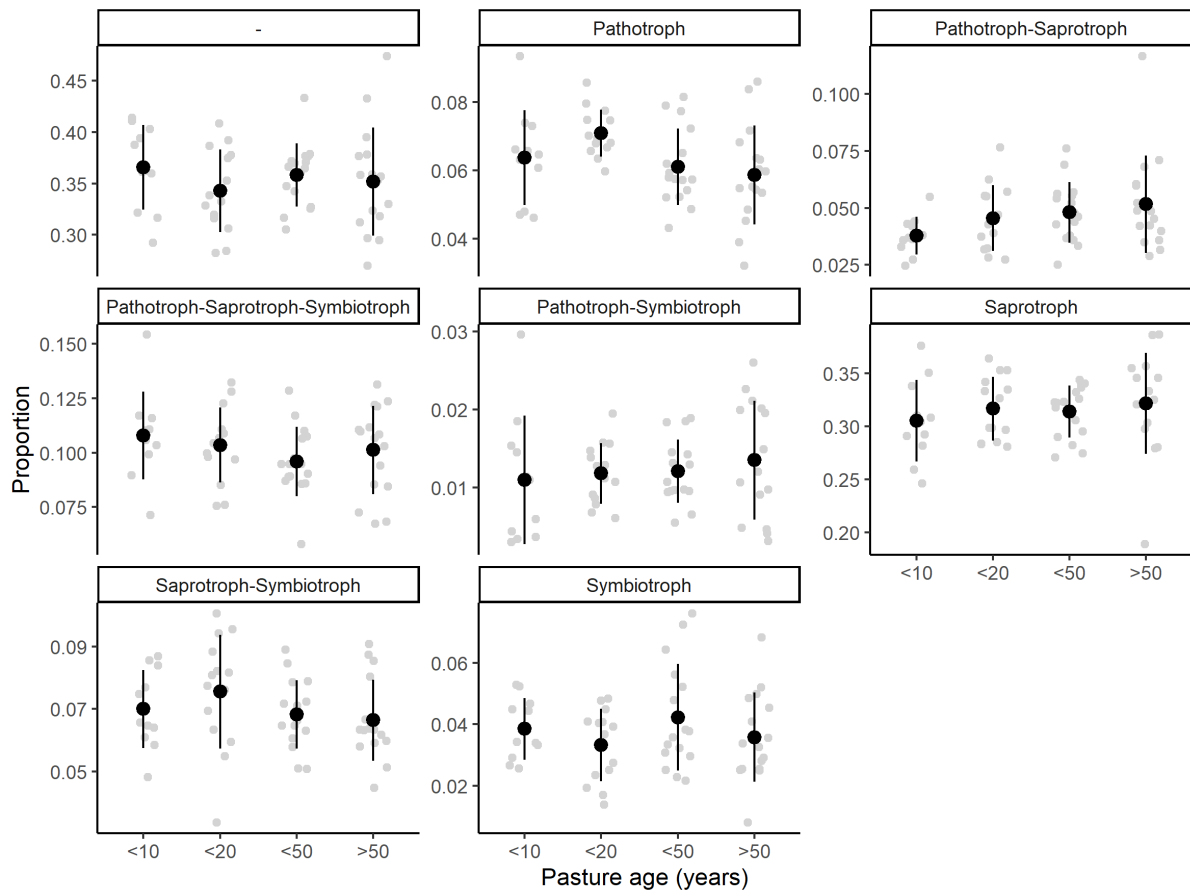 -
Pathotroph
Pathotroph-Saprotroph
0.45
0.40
0.35
0.30
0.08
0.06
0.04
0.100
0.075
0.050
0.025
Pathotroph-Saprotroph-Symbiotroph
Pathotroph-Symbiotroph
Saprotroph
0.150
0.125
0.100
0.075
0.03
0.02
0.01
0.35
0.30
0.25
0.20
<10 <20 <50 >50
Proportion
Saprotroph-Symbiotroph
Symbiotroph
0.09
0.07
0.05
0.06
0.04
0.02
<10 <20 <50 >50
<10 <20 <50 >50
Pasture age (years)